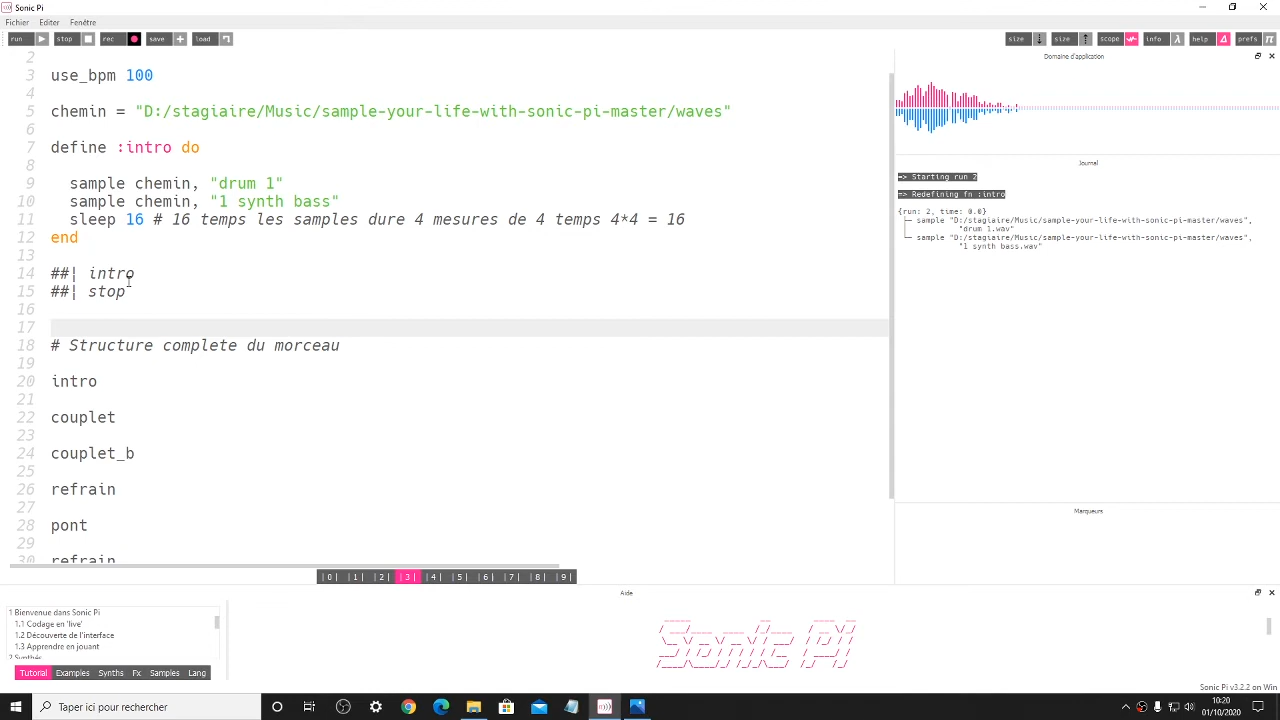 Sonic Pi
Fichier Editer Fenêtre
run stop rec save load size size scope info help prefs
2
3 use_bpm 100
4
5 chemin = "D:/stagiaire/Music/sample-your-life-with-sonic-pi-master/waves"
6
7 define :intro do
8
9 sample chemin, "drum 1"
10 sample chemin, "1 synth bass"
11 sleep 16 # 16 temps les samples dure 4 mesures de 4 temps 4*4 = 16
12 end
13
14 ##| intro
15 ##| stop
16
17
18 # Structure complete du morceau
19
20 intro
21
22 couplet
23
24 couplet_b
25
26 refrain
27
28 pont
29
30 refrain
|0| |1| |2| |3| |4| |5| |6| |7| |8| |9|
Domaine d'application
Journal
=> Starting run 2
=> Redefining fn :intro
{run: 2, time: 0.0}
├─ sample "D:/stagiaire/Music/sample-your-life-with-sonic-pi-master/waves",
│ "drum 1.wav"
└─ sample "D:/stagiaire/Music/sample-your-life-with-sonic-pi-master/waves",
"1 synth bass.wav"
Marqueurs
Aide
1 Bienvenue dans Sonic Pi
1.1 Codage en 'live'
1.2 Découverte de l'interface
1.3 Apprendre en jouant
2 Synthés
Tutorial Examples Synths Fx Samples Lang
Sonic Pi
Sonic Pi v3.2.2 on Win
Taper ici pour rechercher
10:20
01/10/2020